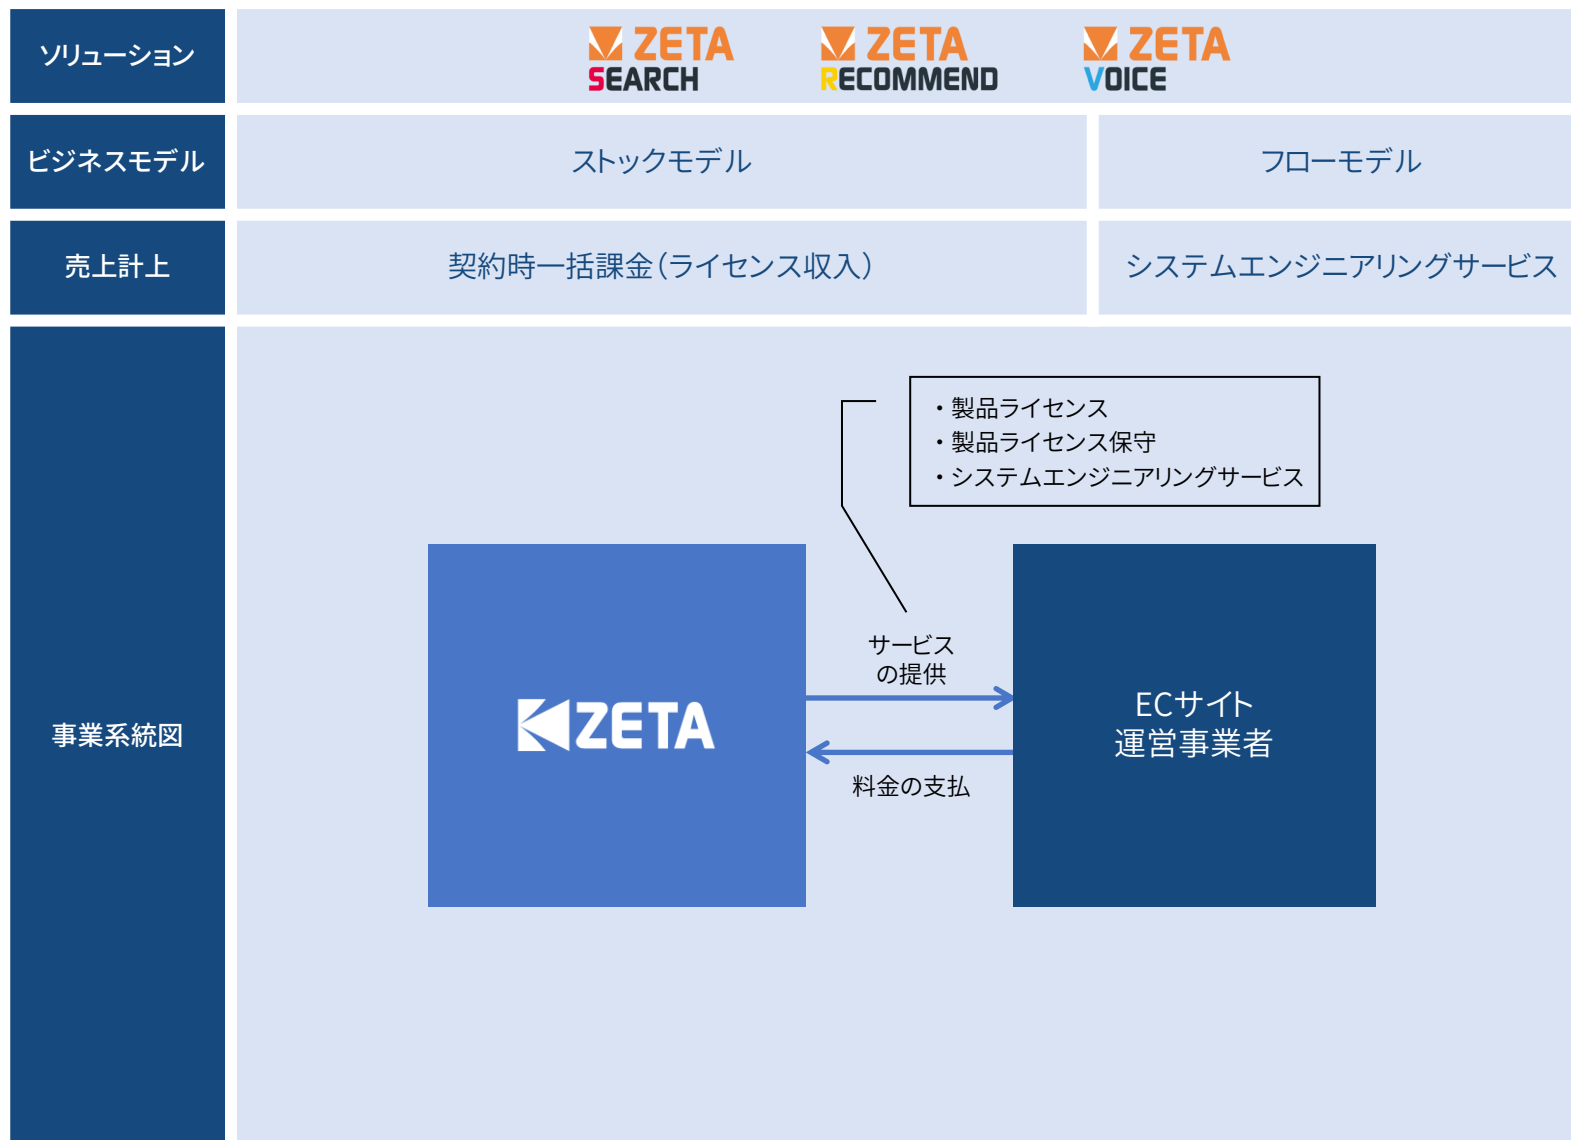 ソリューション
ZETA SEARCH
ZETA RECOMMEND
ZETA VOICE
ビジネスモデル
ストックモデル
フローモデル
売上計上
契約時一括課金（ライセンス収入）
システムエンジニアリングサービス
事業系統図
・製品ライセンス
・製品ライセンス保守
・システムエンジニアリングサービス
サービス
の提供
ZETA
ECサイト
運営事業者
料金の支払